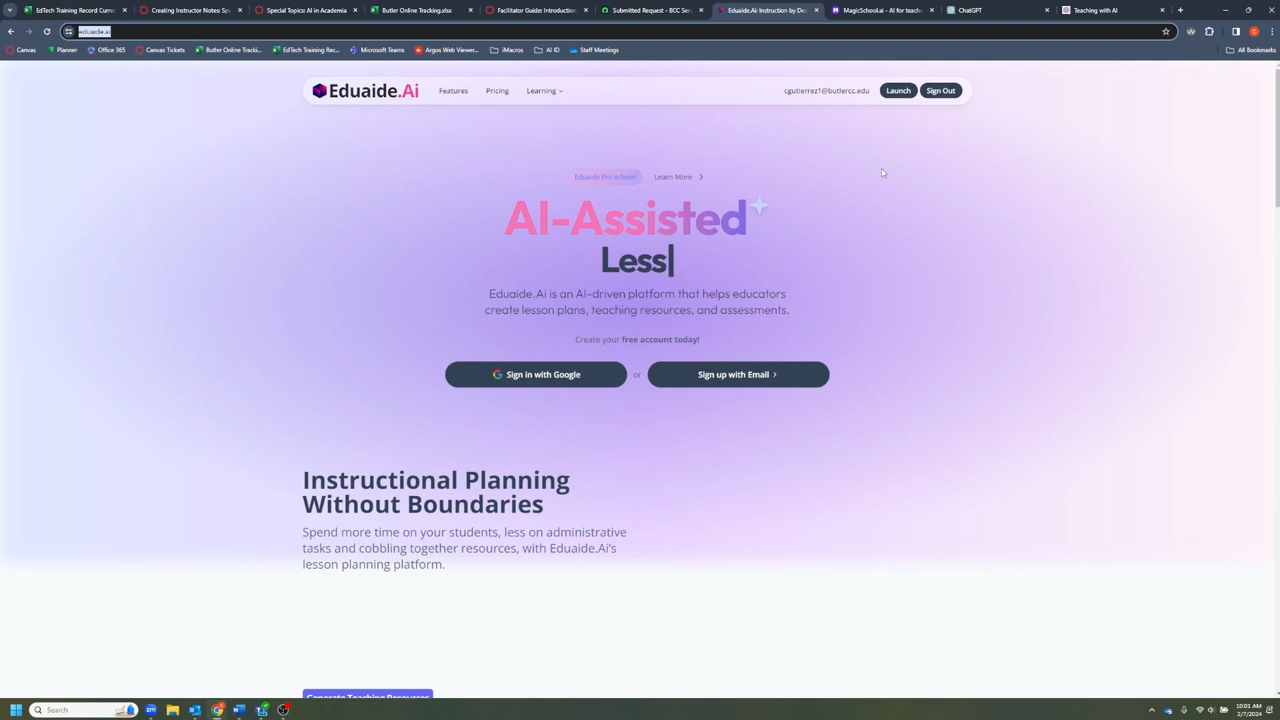 EdTech Training Record Curre
Creating Instructor Notes: Sp
Special Topics: AI in Academia
Butler Online Tracking.xlsx
Facilitator Guide: Introduction
Submitted Request - BCC Ser
Eduaide.Ai: Instruction by De
MagicSchool.ai - AI for teache
ChatGPT
Teaching with AI
eduaide.ai
Canvas
Planner
Office 365
Canvas Tickets
Butler Online Tracki...
EdTech Training Rec...
Microsoft Teams
Argos Web Viewer...
iMacros
AI ID
Staff Meetings
All Bookmarks
Eduaide.Ai
Features
Pricing
Learning
cgutierrez1@butlercc.edu
Launch
Sign Out
Eduaide Pro is here!
Learn More
AI-Assisted
Less|
Eduaide.Ai is an AI-driven platform that helps educators
create lesson plans, teaching resources, and assessments.
Create your free account today!
Sign in with Google
or
Sign up with Email
Instructional Planning
Without Boundaries
Spend more time on your students, less on administrative
tasks and cobbling together resources, with Eduaide.Ai's
lesson planning platform.
Generate Teaching Resources
Search
10:01 AM
2/7/2024